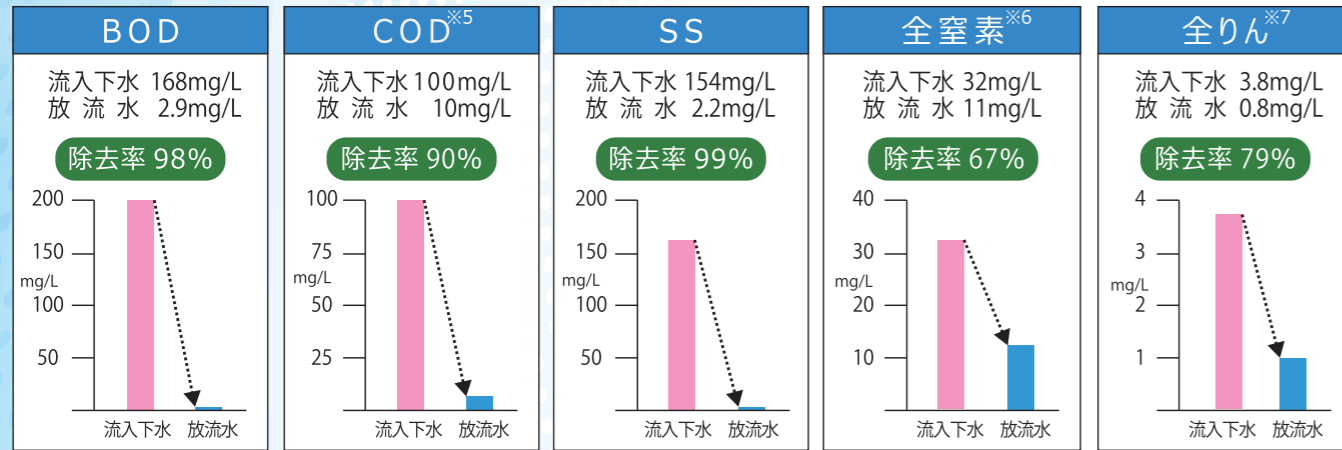 BOD
流入下水 168mg/L
放 流 水 2.9mg/L
除去率 98%
200
150
mg/L
100
50
流入下水 放流水
COD※5
流入下水 100mg/L
放 流 水 10mg/L
除去率 90%
100
75
mg/L
50
25
流入下水 放流水
SS
流入下水 154mg/L
放 流 水 2.2mg/L
除去率 99%
200
150
mg/L
100
50
流入下水 放流水
全窒素※6
流入下水 32mg/L
放 流 水 11mg/L
除去率 67%
40
30
mg/L
20
10
流入下水 放流水
全りん※7
流入下水 3.8mg/L
放 流 水 0.8mg/L
除去率 79%
4
3
mg/L
2
1
流入下水 放流水